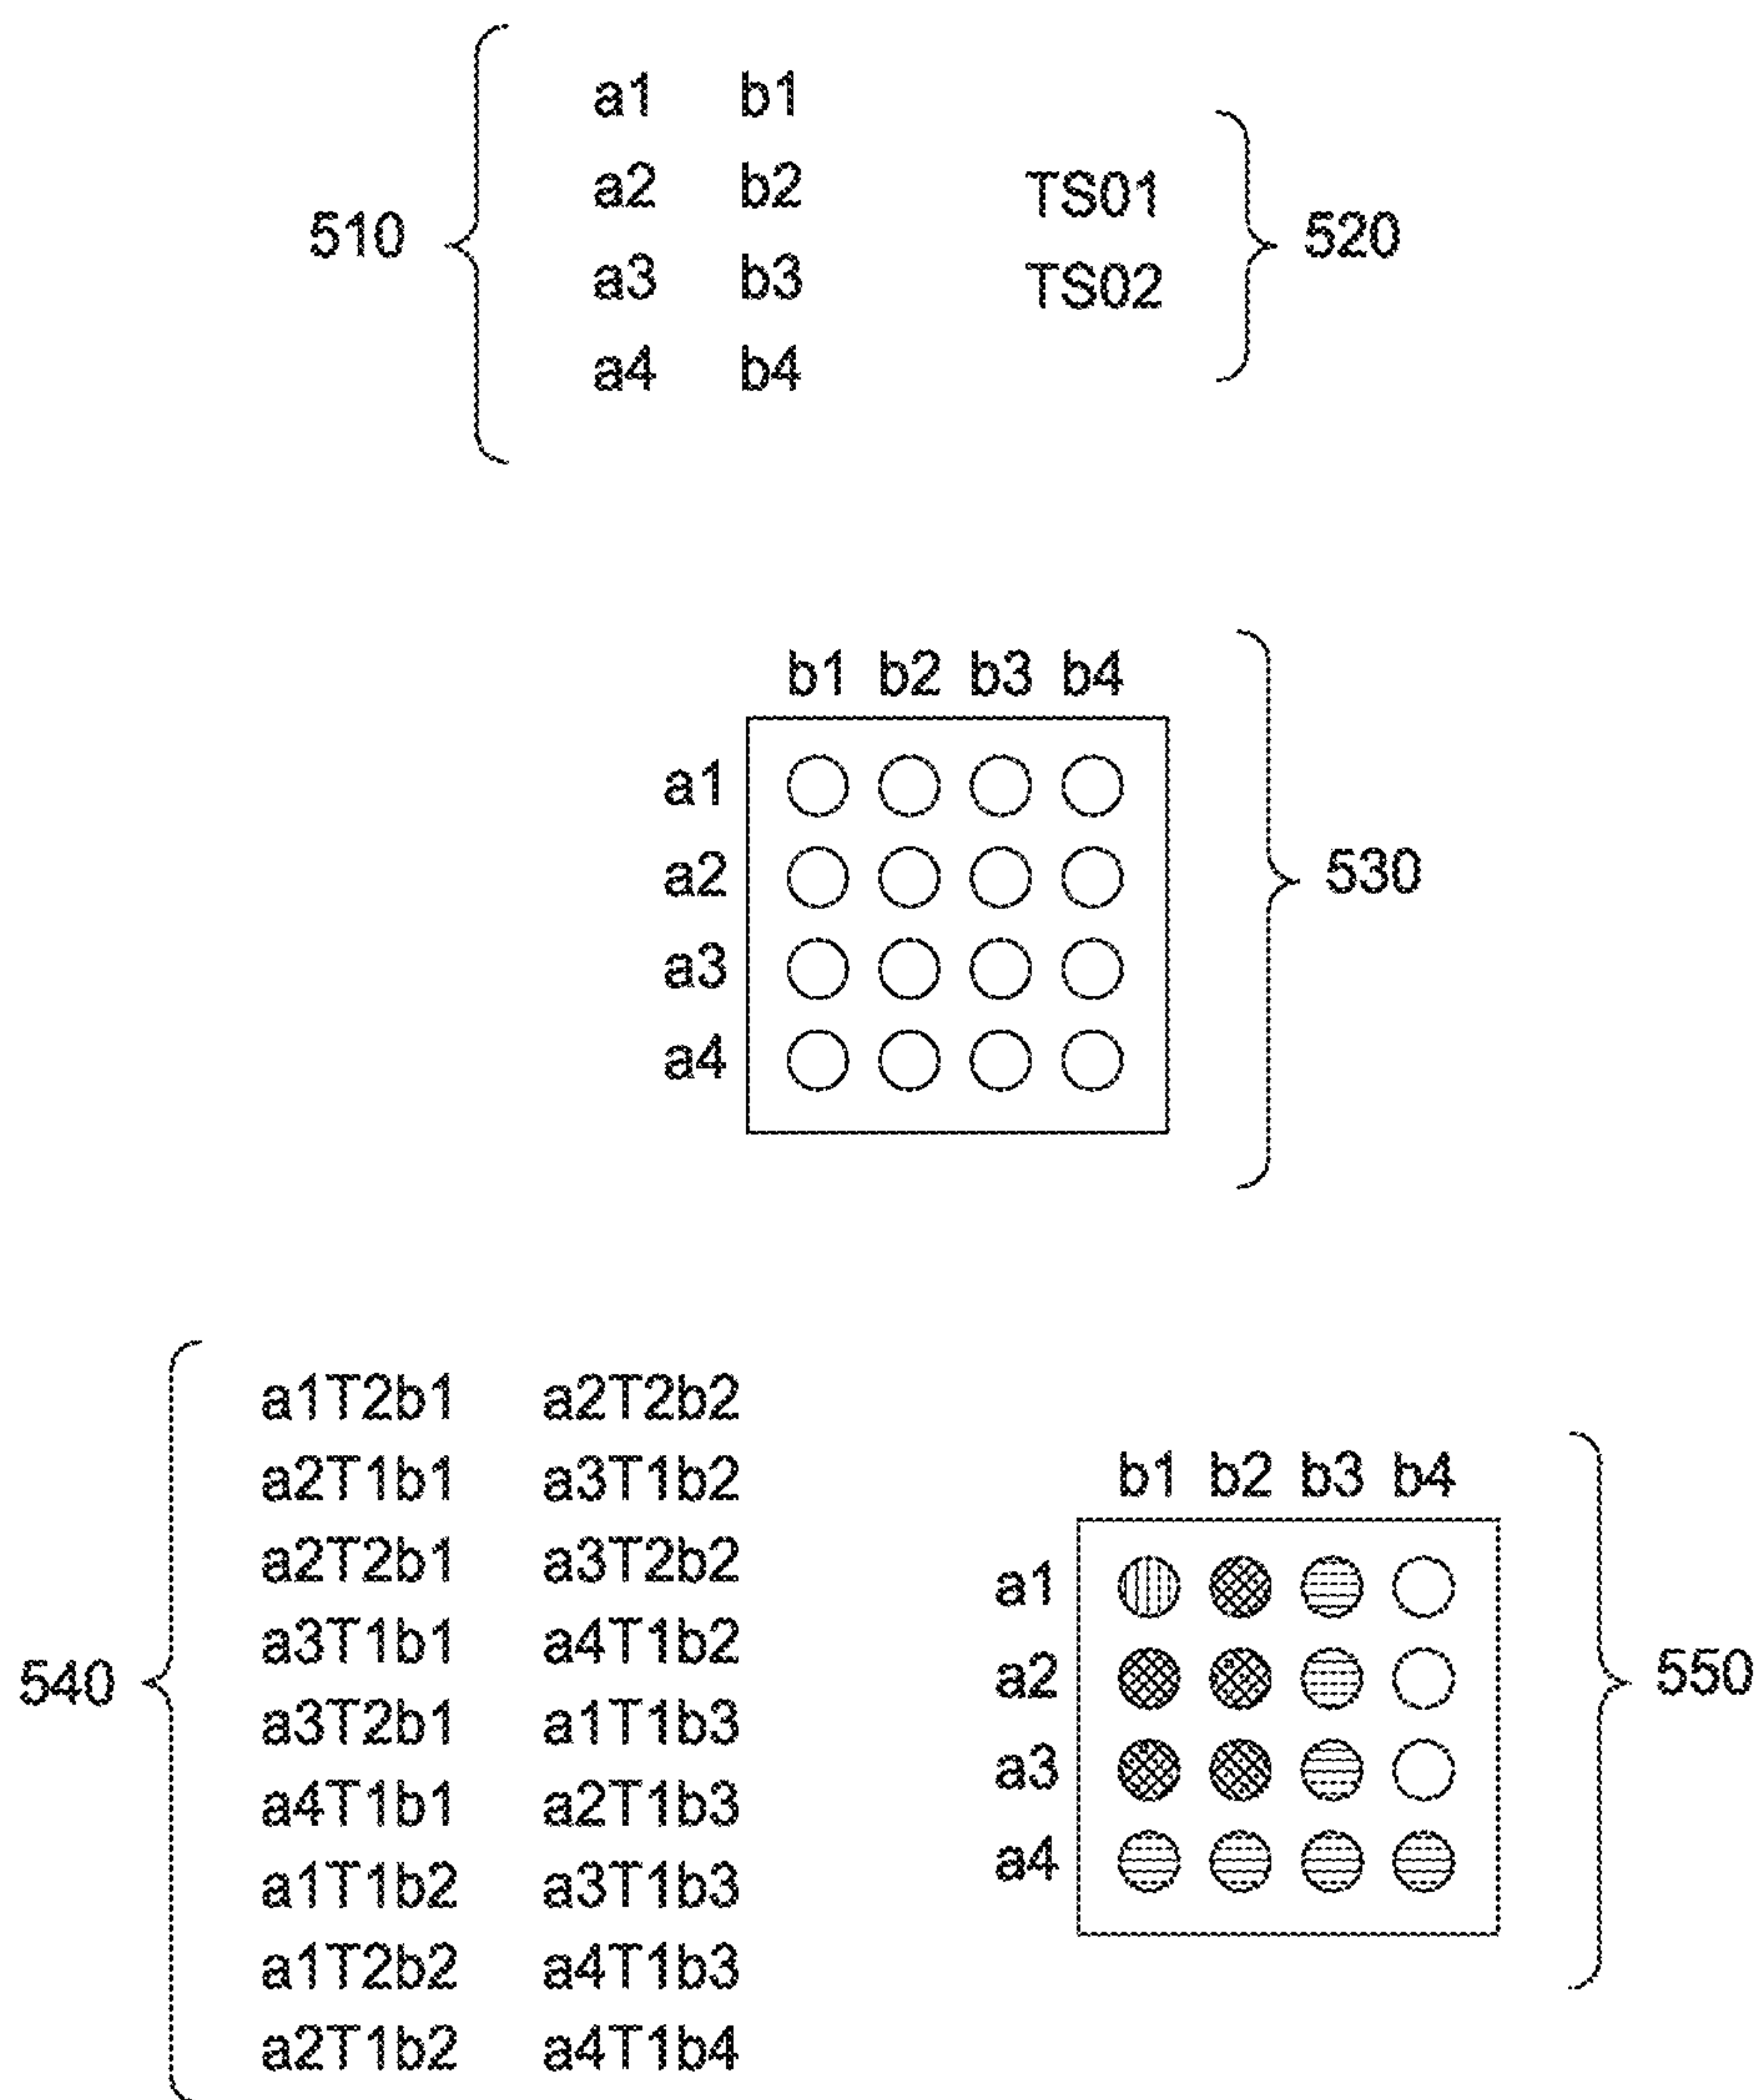 a1 b1
a2 b2 TS01
510 520
a3 b3 TS02
a4 b4
b1 b2 b3 b4
a1
a2 530
a3
a4
a1T2b1 a2T2b2
a2T1b1 a3T1b2
a2T2b1 a3T2b2
a3T1b1 a4T1b2
540
a3T2b1 a1T1b3
a4T1b1 a2T1b3
a1T1b2 a3T1b3
a1T2b2 a4T1b3
a2T1b2 a4T1b4
b1 b2 b3 b4
a1
a2 550
a3
a4